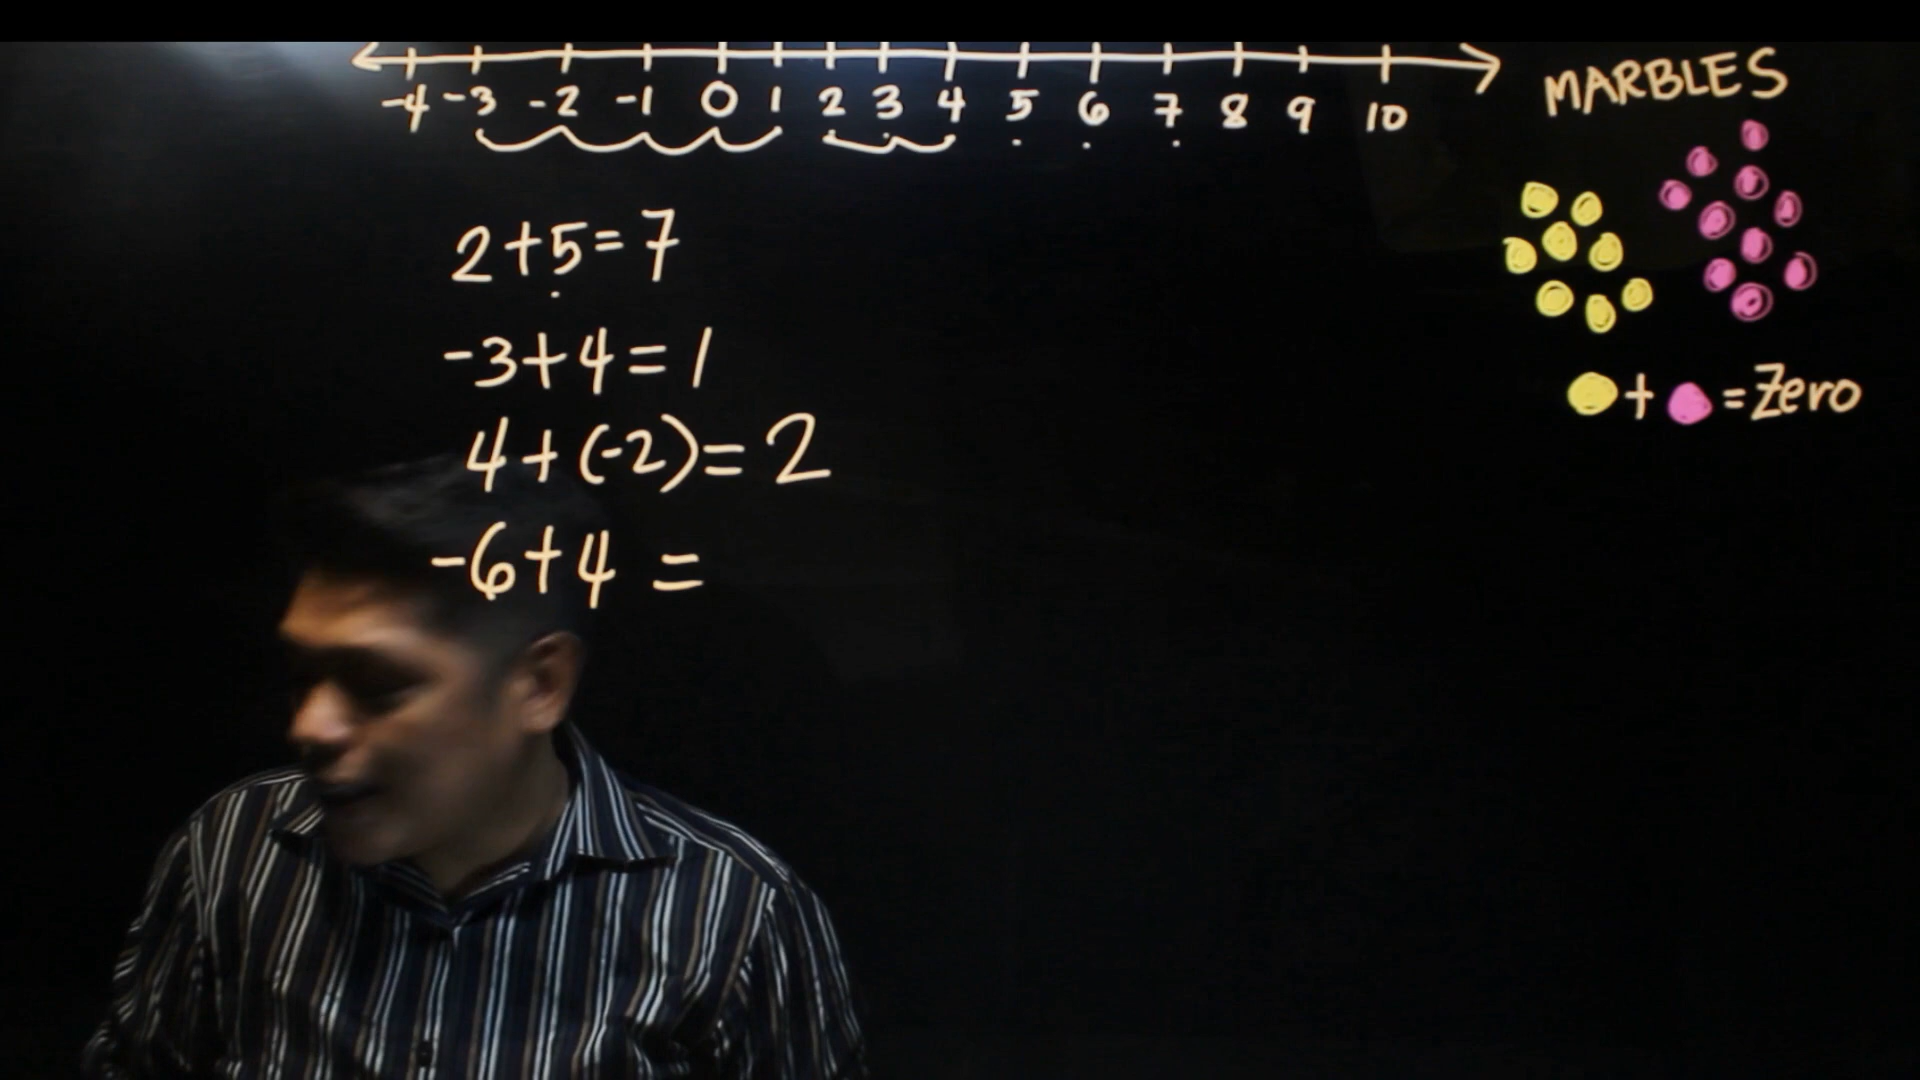 -4 -3 -2 -1 0 1 2 3 4 5 6 7 8 9 10
MARBLES
2+5=7
-3+4=1
4+(-2)=2
-6+4 =
+ = Zero